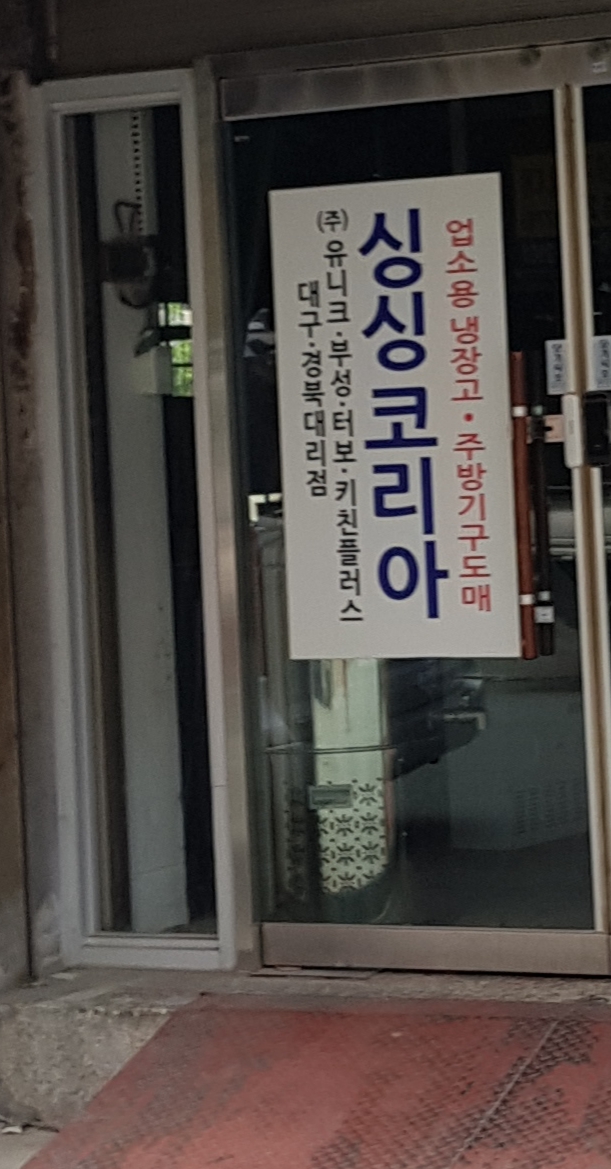 업소용 냉장고·주방기구도매
싱싱코리아
(주)유니크·부성·터보·키친플러스
대구·경북대리점